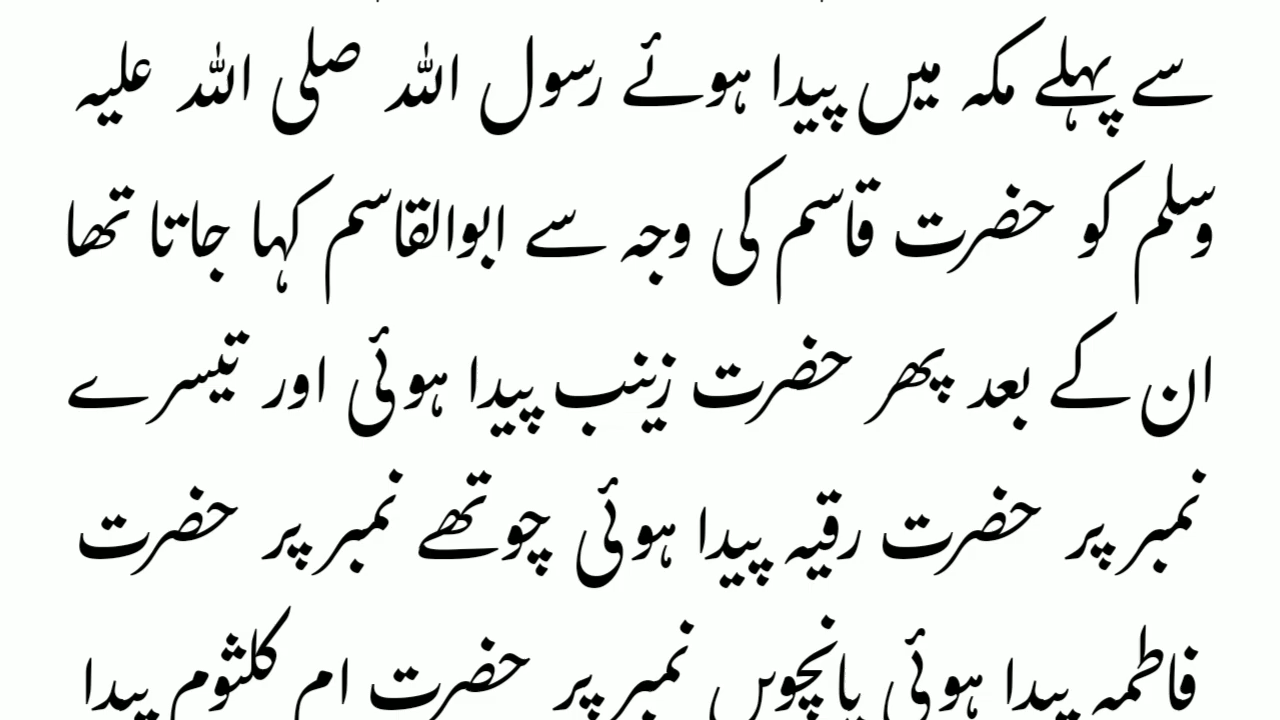 سے پہلے مکہ میں پیدا ہوئے رسول اللہ صلی اللہ علیہ
وسلم کو حضرت قاسم کی وجہ سے ابوالقاسم کہا جاتا تھا
ان کے بعد پھر حضرت زینب پیدا ہوئی اور تیسرے
نمبر پر حضرت رقیہ پیدا ہوئی چوتھے نمبر پر حضرت
فاطمہ پیدا ہوئی پانچویں نمبر پر حضرت ام کلثوم پیدا